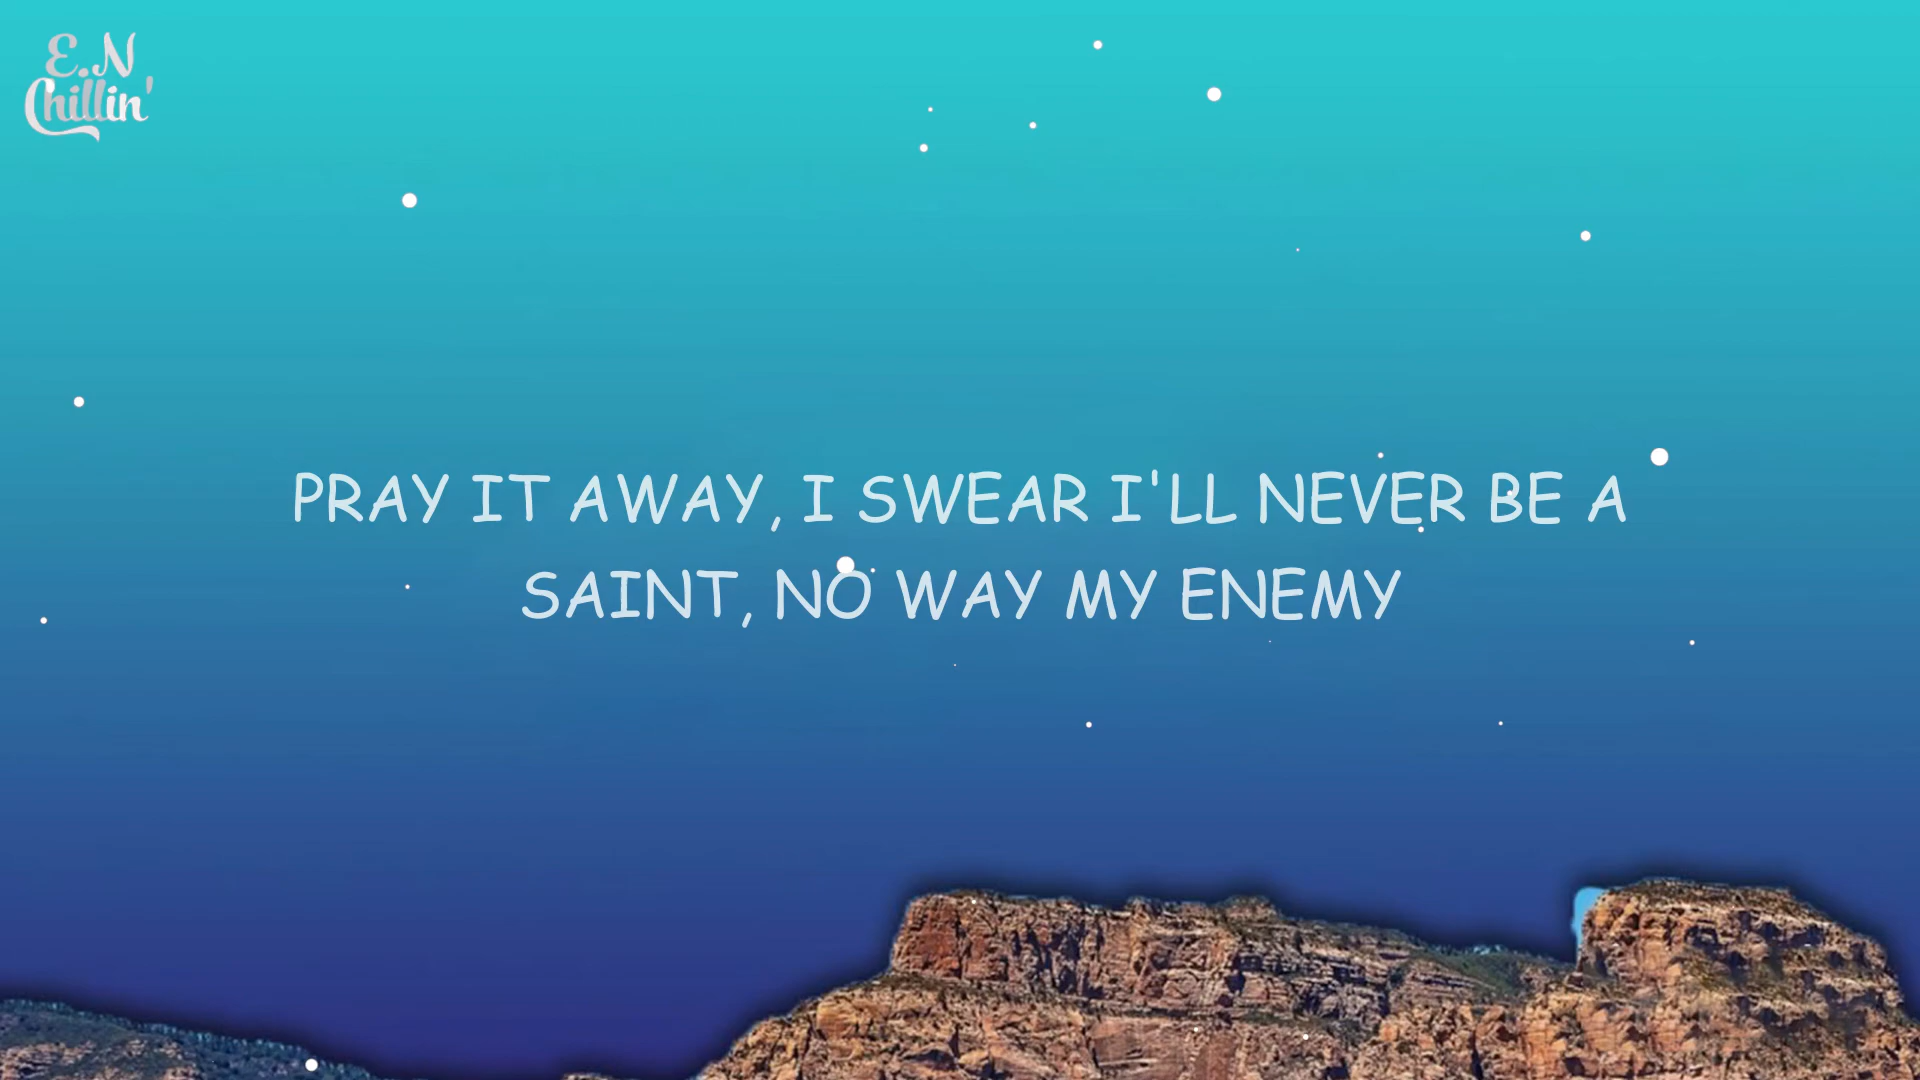 E.N
Chillin'
PRAY IT AWAY, I SWEAR I'LL NEVER BE A
SAINT, NO WAY MY ENEMY